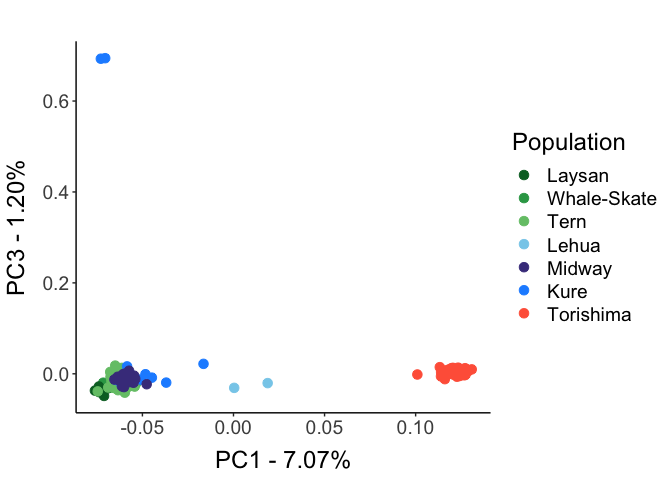 0.6
0.4
0.2
0.0
-0.05
0.00
0.05
0.10
PC1 - 7.07%
PC3 - 1.20%
Population
Laysan
Whale-Skate
Tern
Lehua
Midway
Kure
Torishima